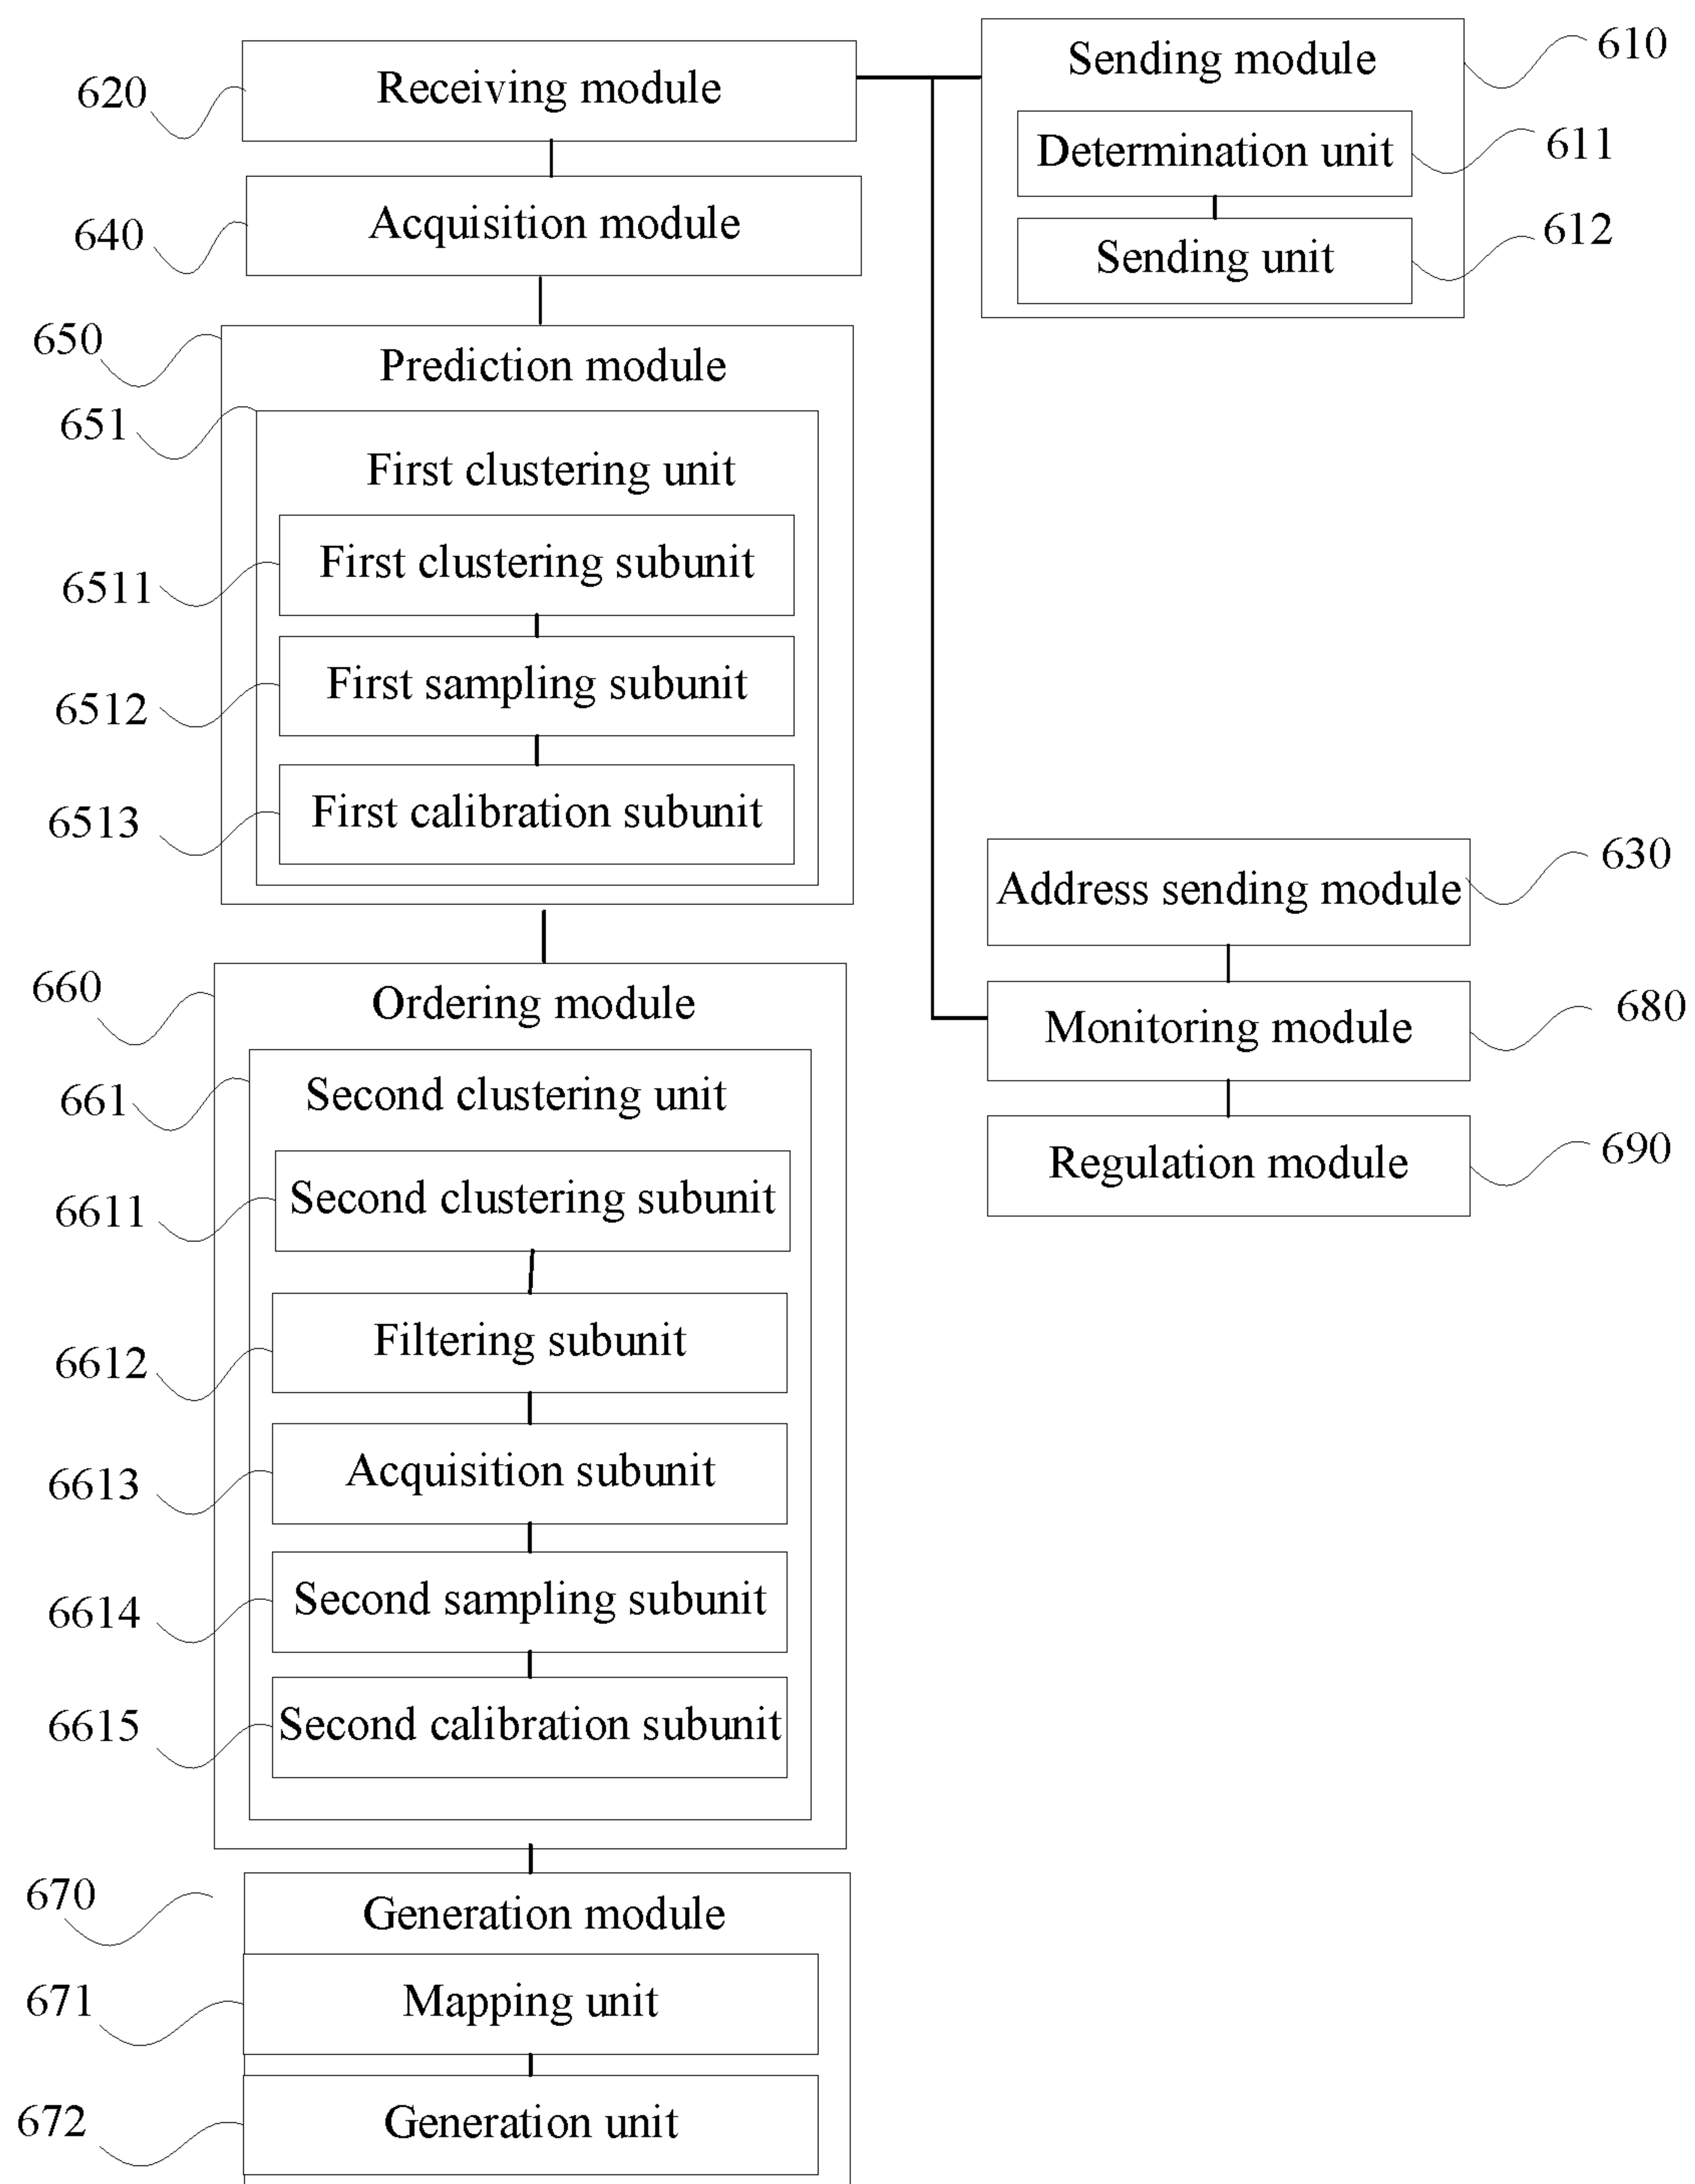 620
Receiving module
640
Acquisition module
650
Prediction module
651
First clustering unit
6511
First clustering subunit
6512
First sampling subunit
6513
First calibration subunit
660
Ordering module
661
Second clustering unit
6611
Second clustering subunit
6612
Filtering subunit
6613
Acquisition subunit
6614
Second sampling subunit
6615
Second calibration subunit
670
Generation module
671
Mapping unit
672
Generation unit
Sending module
610
Determination unit
611
Sending unit
612
Address sending module
630
Monitoring module
680
Regulation module
690